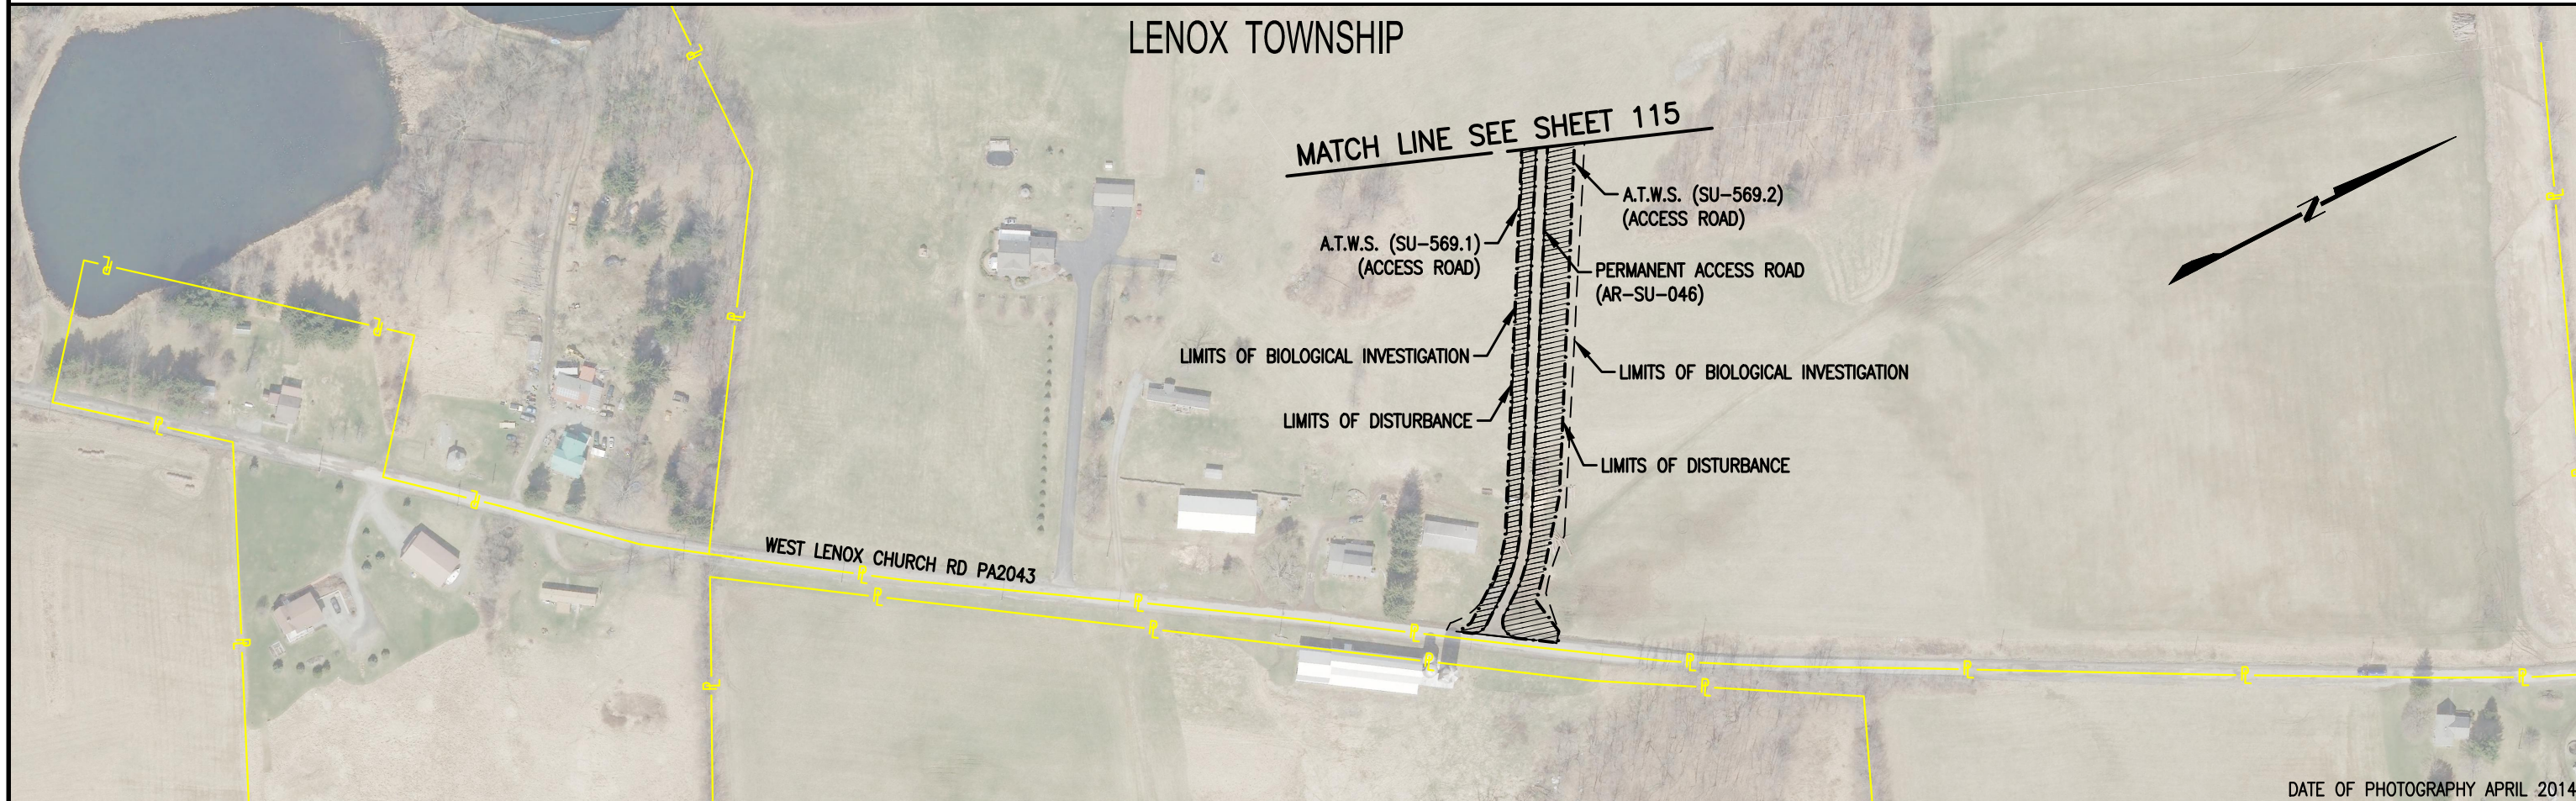 LENOX TOWNSHIP
MATCH LINE SEE SHEET 115
A.T.W.S. (SU-569.2)
(ACCESS ROAD)
A.T.W.S. (SU-569.1)
(ACCESS ROAD)
PERMANENT ACCESS ROAD
(AR-SU-046)
LIMITS OF BIOLOGICAL INVESTIGATION
LIMITS OF BIOLOGICAL INVESTIGATION
LIMITS OF DISTURBANCE
LIMITS OF DISTURBANCE
WEST LENOX CHURCH RD PA2043
N
DATE OF PHOTOGRAPHY APRIL 2014